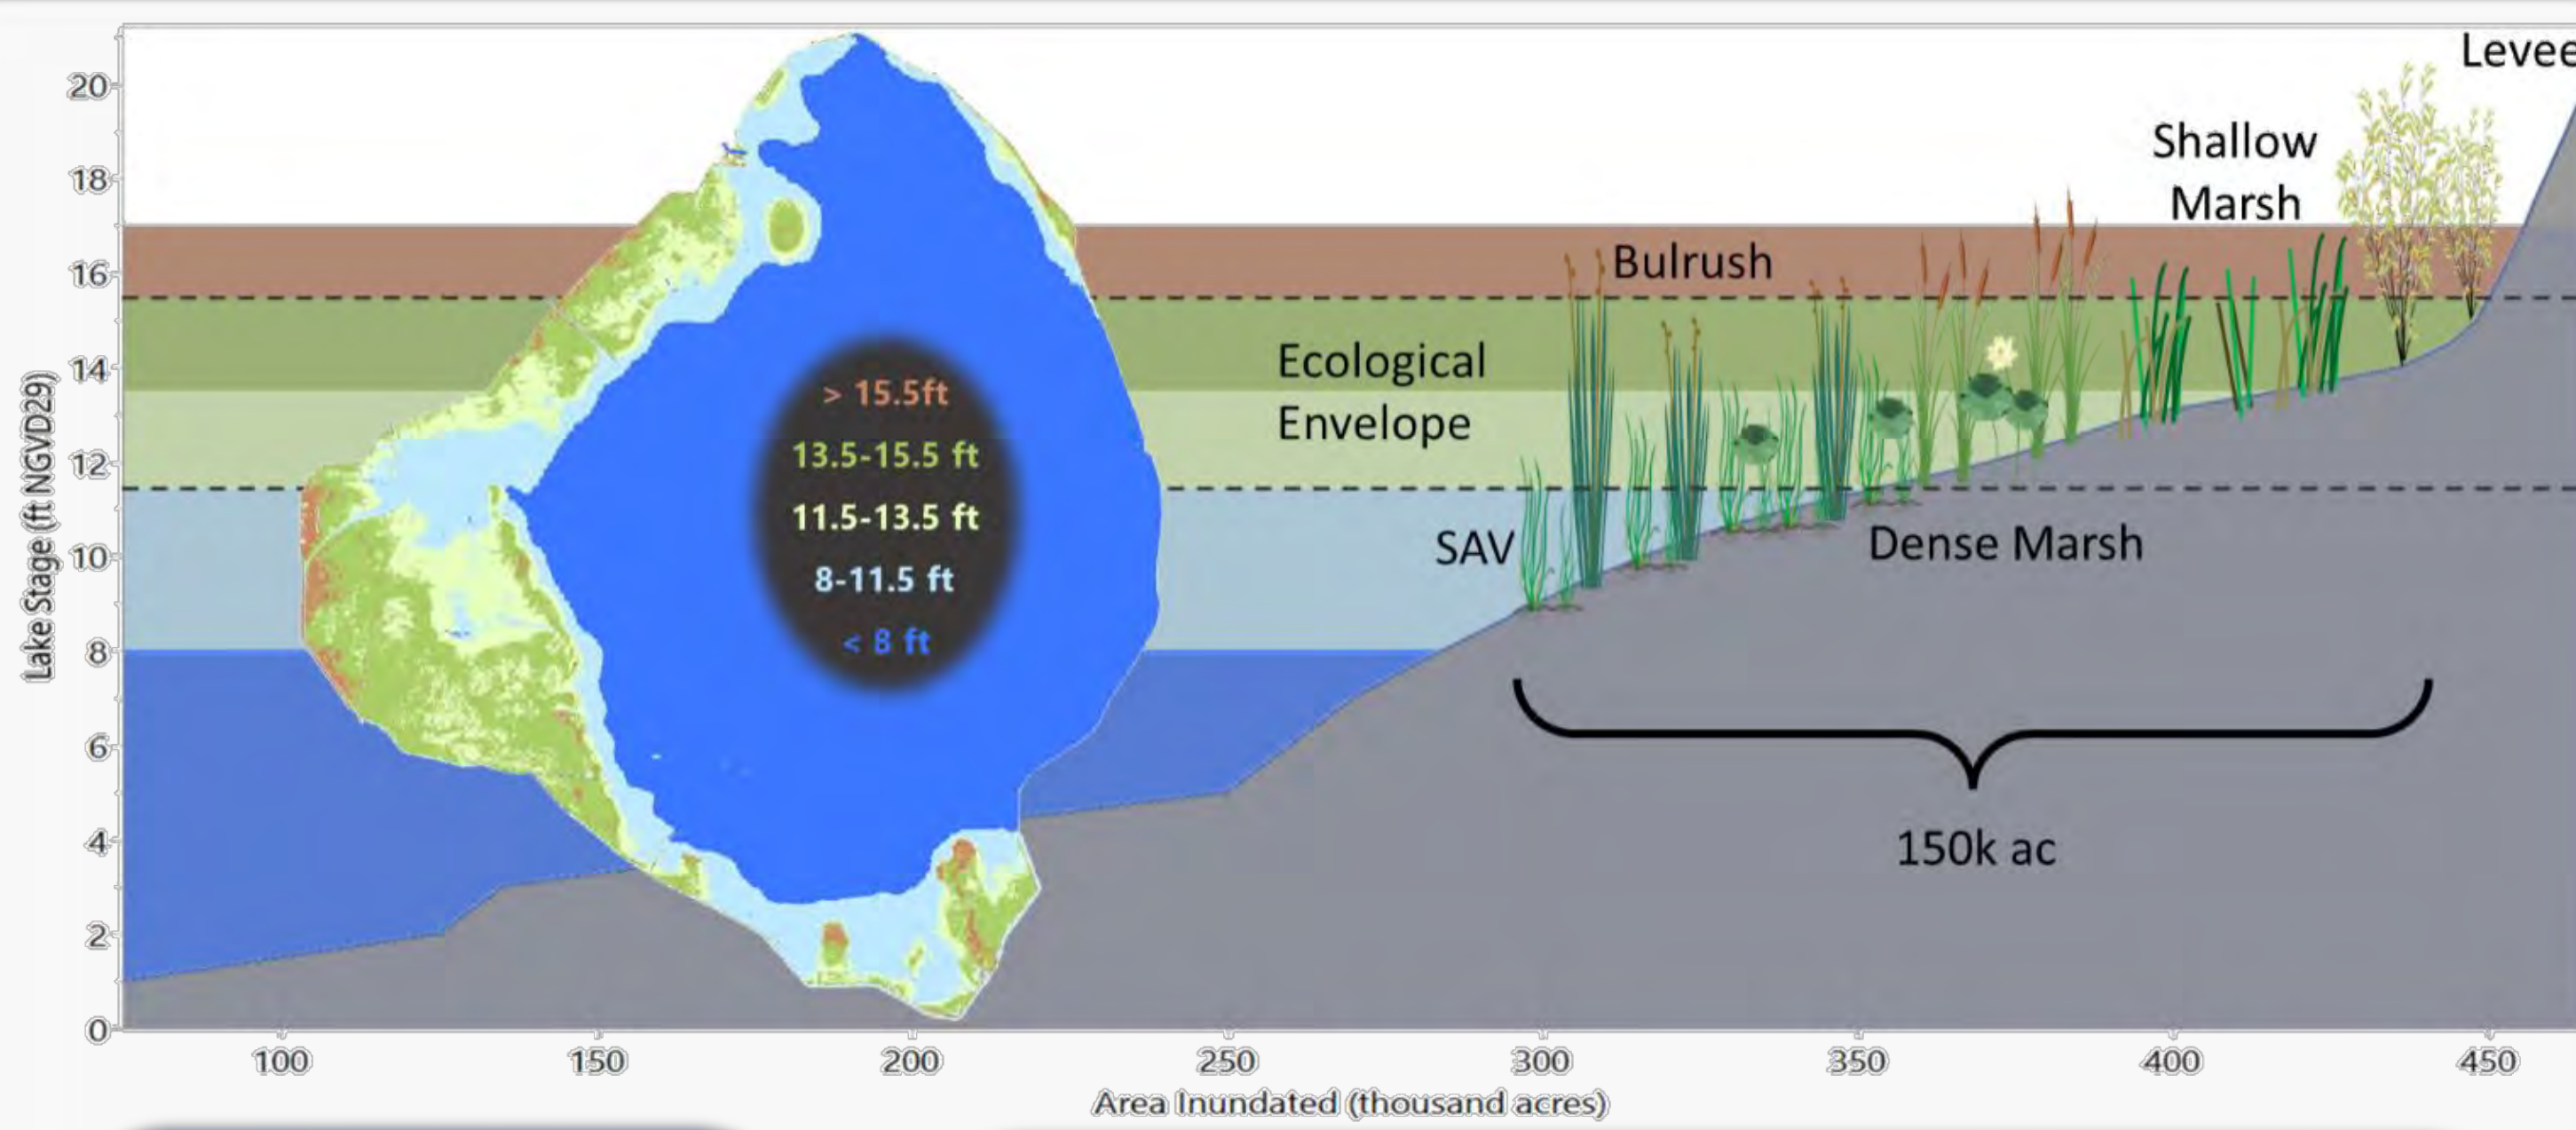 Levee
20
Shallow
Marsh
18
16
Bulrush
14
Ecological
Envelope
> 15.5ft
13.5-15.5 ft
11.5-13.5 ft
8-11.5 ft
< 8 ft
12
10
SAV
Dense Marsh
8
6
4
150k ac
2
0
Lake Stage (ft NGVD29)
100 150 200 250 300 350 400 450
Area Inundated (thousand acres)